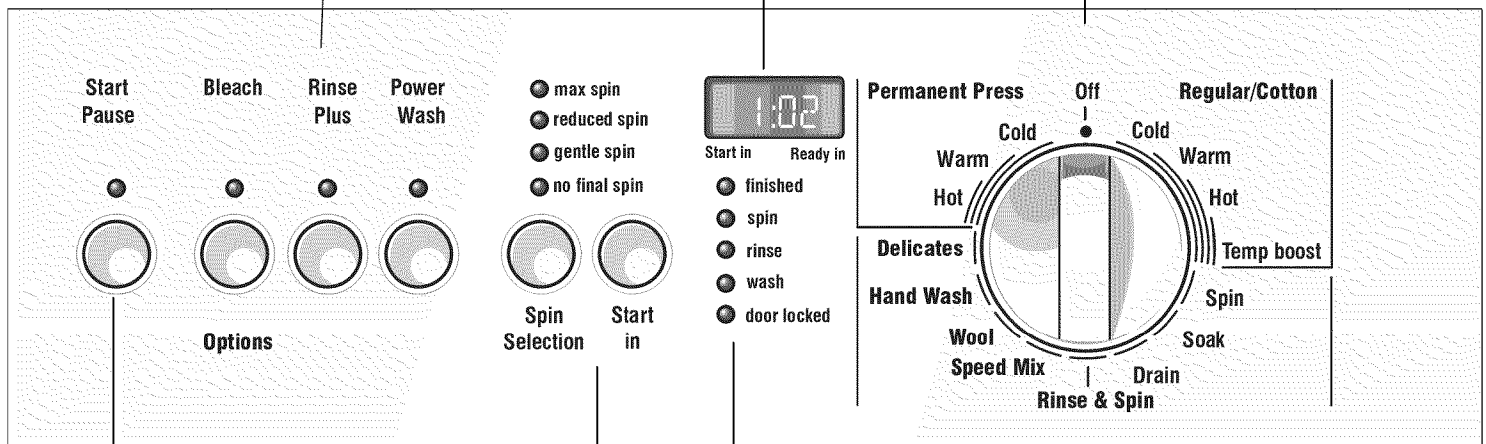 Start
Pause
Bleach
Rinse
Plus
Power
Wash
Options
max spin
reduced spin
gentle spin
no final spin
Spin
Selection
Start
in
1:02
Start in
Ready in
finished
spin
rinse
wash
door locked
Permanent Press
Off
Regular/Cotton
Cold
Warm
Hot
Cold
Warm
Hot
Temp boost
Delicates
Hand Wash
Wool
Speed Mix
Rinse & Spin
Drain
Soak
Spin